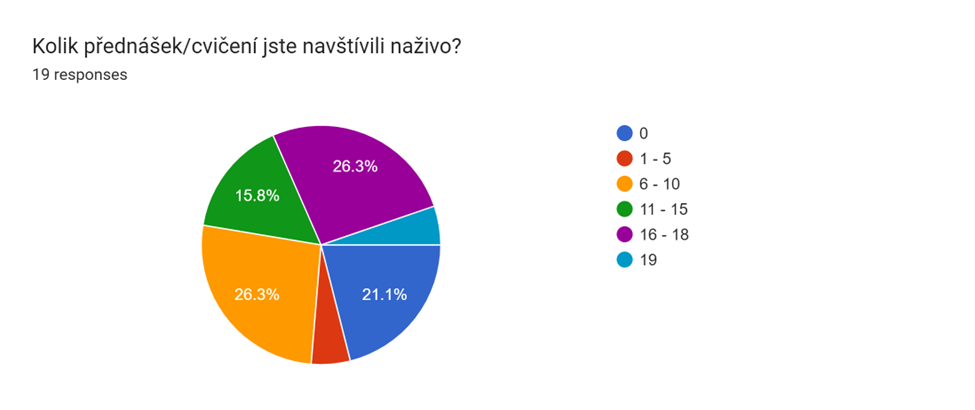 Kolik přednášek/cvičení jste navštívili naživo?
19 responses
26.3%
15.8%
26.3%
21.1%
0
1 - 5
6 - 10
11 - 15
16 - 18
19